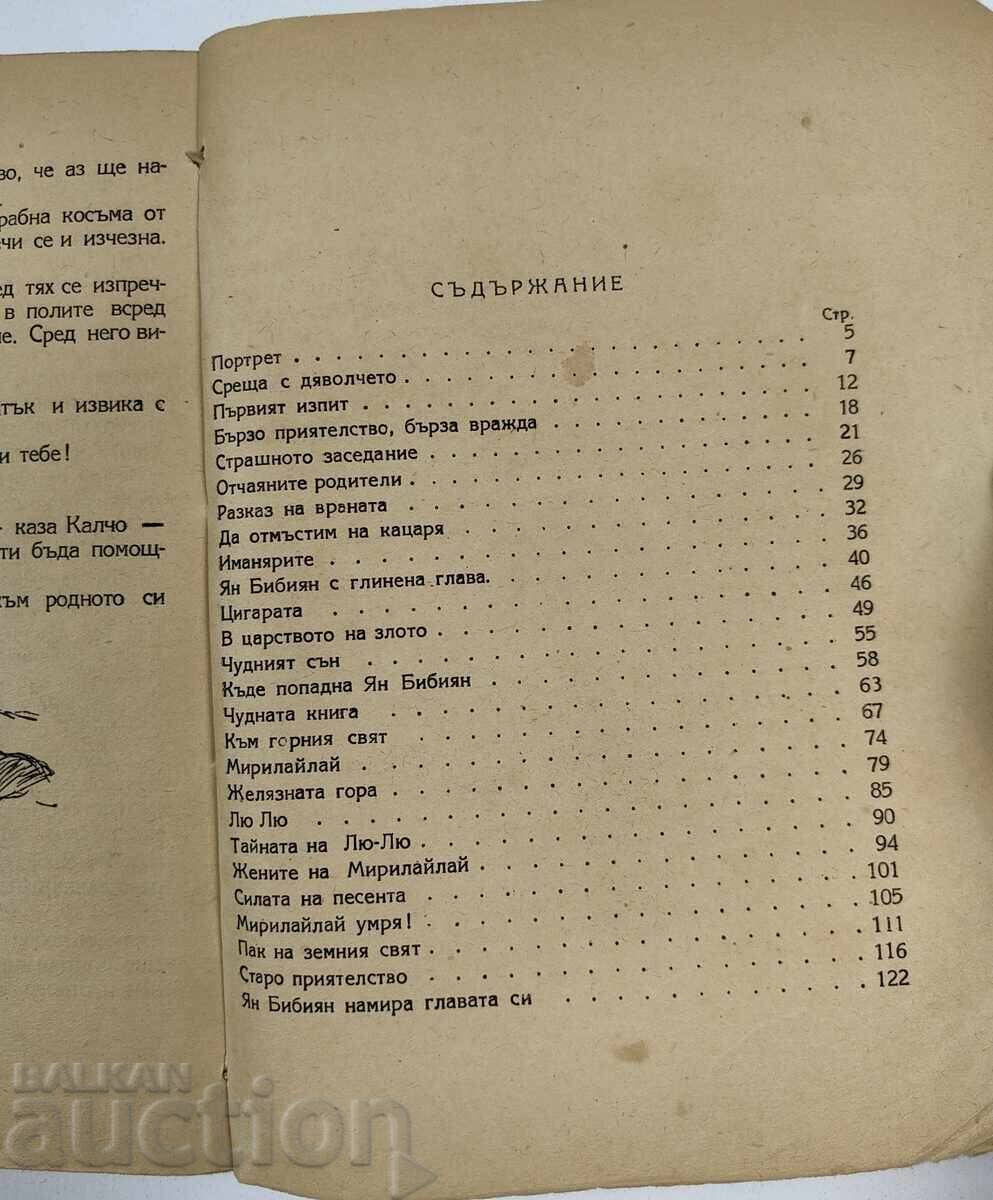 во, че аз ще на-
рабна косъма от
чи се и изчезна.
ед тях се изпреч-
в полите всред
не. Сред него ви-
тък и извика с
и тебе!
каза Калчо —
ти бъда помощ-
към родното си
СЪДЪРЖАНИЕ
Стр.
Портрет . . . 5
Среща с дяволчето . . . 7
Първият изпит . . . 12
Бързо приятелство, бърза вражда . . . 18
Страшното заседание . . . 21
Отчаяните родители . . . 26
Разказ на враната . . . 29
Да отмъстим на кацаря . . . 32
Иманярите . . . 36
Ян Бибиян с глинена глава. . . . 40
Цигарата . . . 46
В царството на злото . . . 49
Чудният сън . . . 55
Къде попадна Ян Бибиян . . . 58
Чудната книга . . . 63
Към горния свят . . . 67
Мирилайлай . . . 74
Желязната гора . . . 79
Лю Лю . . . 85
Тайната на Лю-Лю . . . 90
Жените на Мирилайлай . . . 94
Силата на песента . . . 101
Мирилайлай умря! . . . 105
Пак на земния свят . . . 111
Старо приятелство . . . 116
Ян Бибиян намира главата си . . . 122
BALKAN
auction